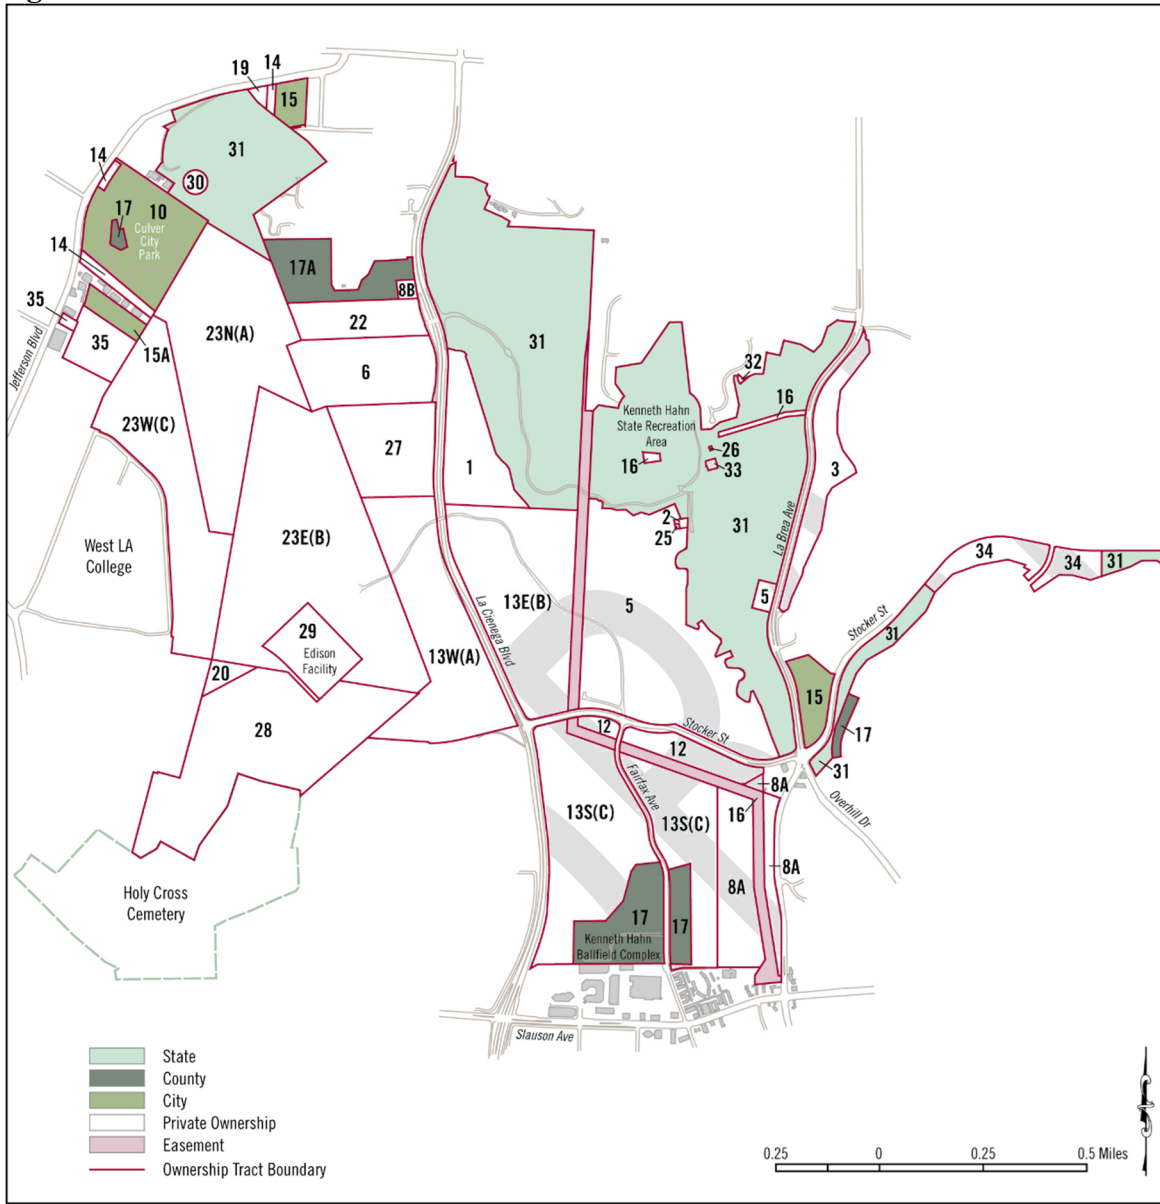 19
14
15
31
14
30
17
10
Culver
City
Park
14
17A
8B
35
22
23N(A)
35
15A
31
6
32
Jefferson Blvd
16
Kenneth Hahn
State Recreation
Area
23W(C)
27
26
1
16
33
3
2
31
La Brea Ave
23E(B)
25
West LA
College
34
34
31
5
13E(B)
5
La Cienega Blvd
Stocker St
31
29
Edison
Facility
13W(A)
20
15
28
12
Stocker St
17
12
31
8A
Fairfax Ave
16
Overhill Dr
13S(C)
13S(C)
8A
8A
Holy Cross
Cemetery
17
17
Kenneth Hahn
Ballfield Complex
Slauson Ave
State
County
City
Private Ownership
Easement
Ownership Tract Boundary
0.25 0 0.25 0.5 Miles